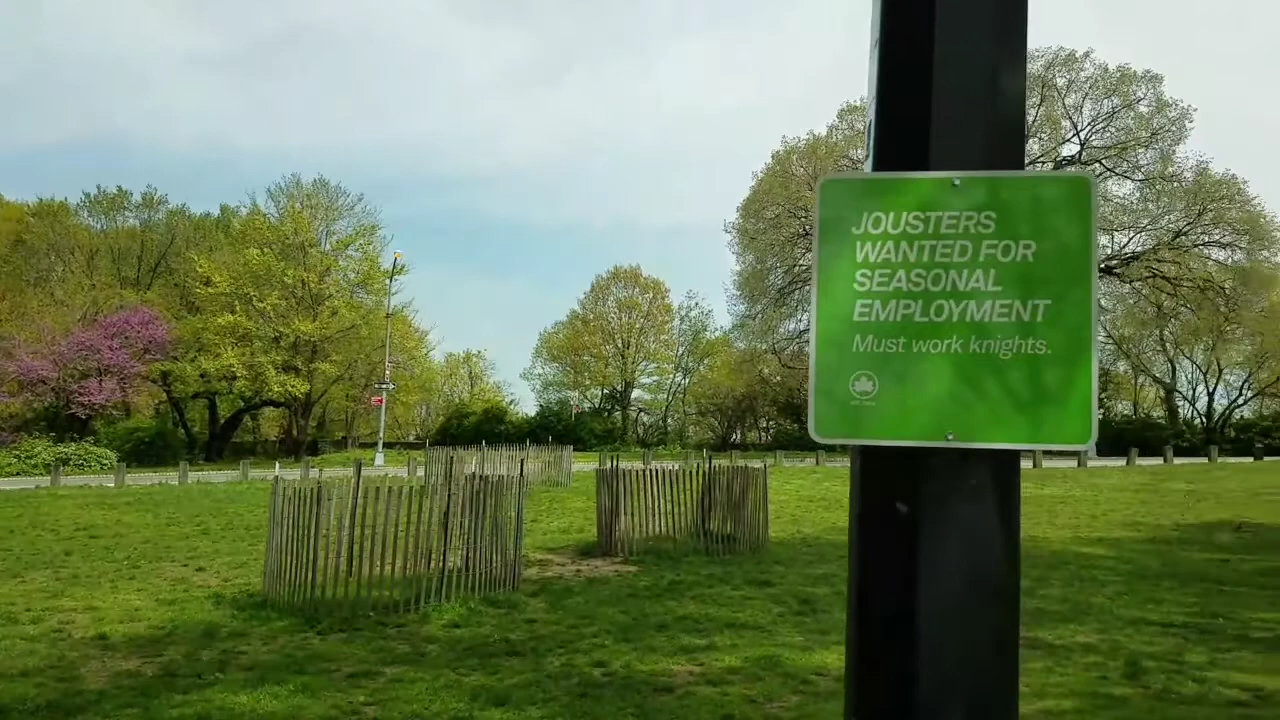 JOUSTERS
WANTED FOR
SEASONAL
EMPLOYMENT
Must work knights.